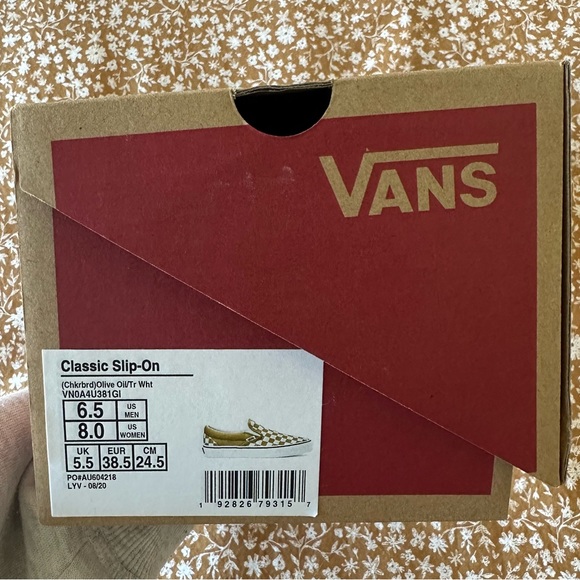 VANS
Classic Slip-On
(Chkrbrd)Olive Oil/Tr Wht
VN0A4U381GI
6.5 US MEN
8.0 US WOMEN
UK EUR CM
5.5 38.5 24.5
PO#AU604218
LYV - 08/20
1 92826 79315 7